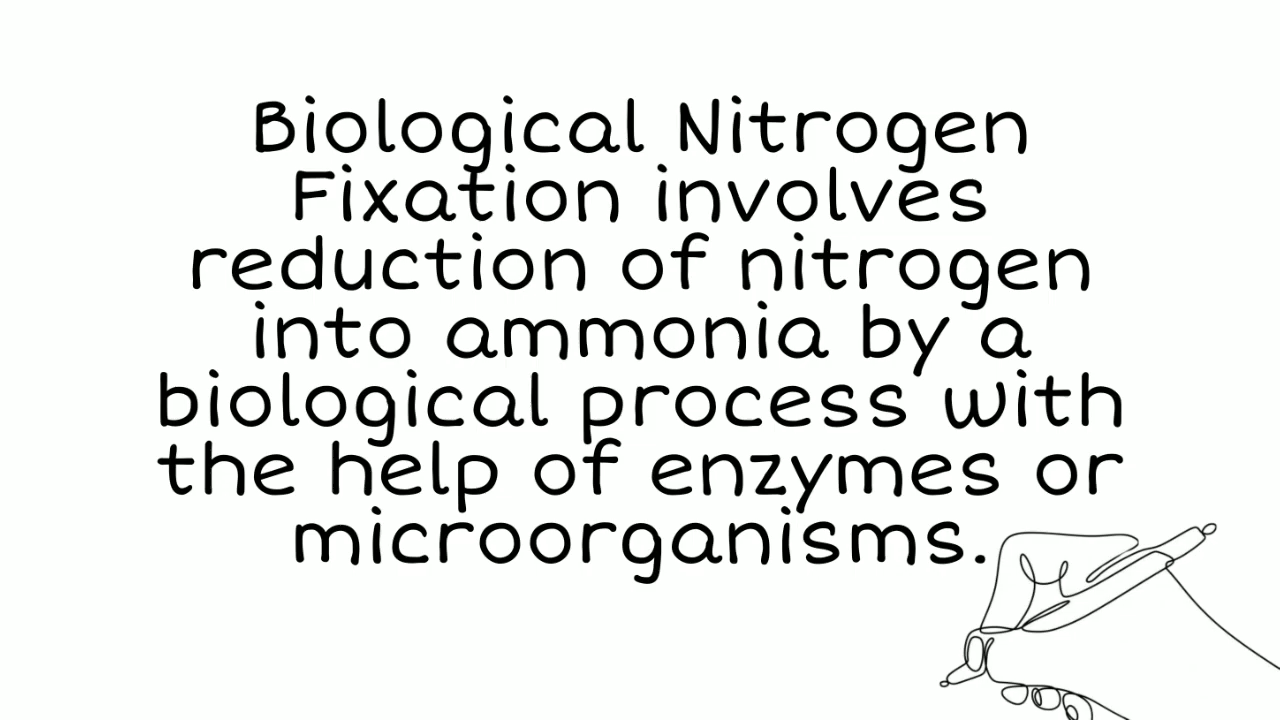 Biological Nitrogen
Fixation involves
reduction of nitrogen
into ammonia by a
biological process with
the help of enzymes or
microorganisms.